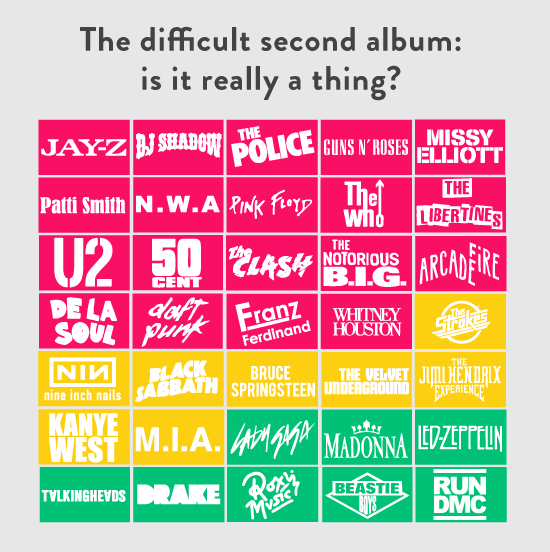 The difficult second album:
is it really a thing?
JAY-Z
DJ SHADOW
THE
POLICE
GUNS N' ROSES
MISSY
ELLIOTT
Patti Smith
N.W.A
PINK FLOYD
The
Who
THE
LIBERTINES
U2
50
CENT
THE
CLASH
THE
NOTORIOUS
B.I.G.
ARCADE FIRE
DE LA
SOUL
daft
punk
Franz
Ferdinand
WHITNEY
HOUSTON
The
Strokes
NIN
nine inch nails
BLACK
SABBATH
BRUCE
SPRINGSTEEN
THE VELVET
UNDERGROUND
THE
JIMI HENDRIX
EXPERIENCE
KANYE
WEST
M.I.A.
LADY GAGA
MADONNA
LED-ZEPPELIN
TALKINGHEADS
DRAKE
Roxy
Music
BEASTIE
BOYS
RUN
DMC